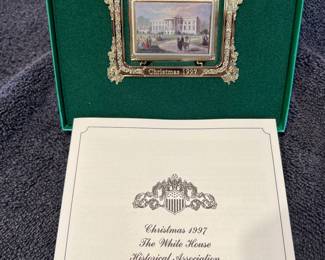 Christmas 1997
Christmas 1997
The White House
Historical Association